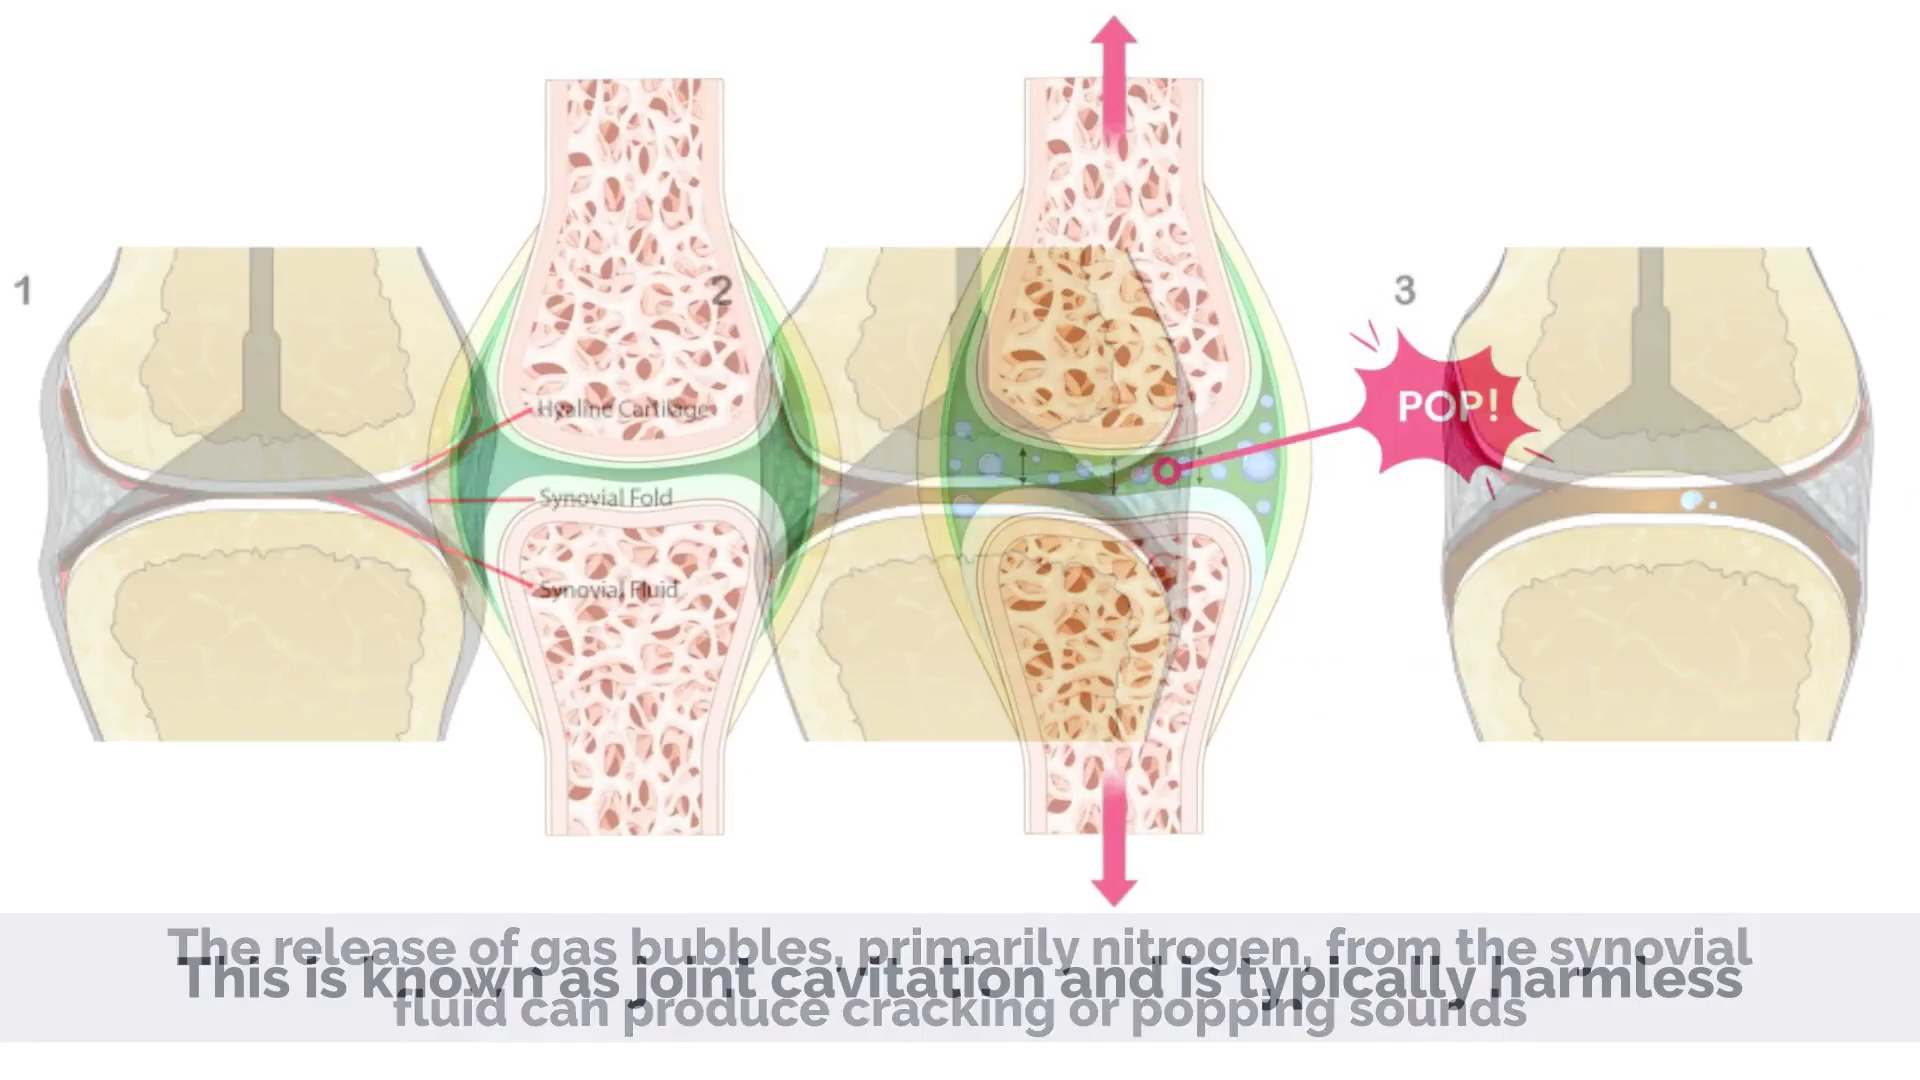 1
2
3
POP!
Hyaline Cartilage
Synovial Fold
Synovial Fluid
The release of gas bubbles, primarily nitrogen, from the synovial
fluid can produce cracking or popping sounds
This is known as joint cavitation and is typically harmless